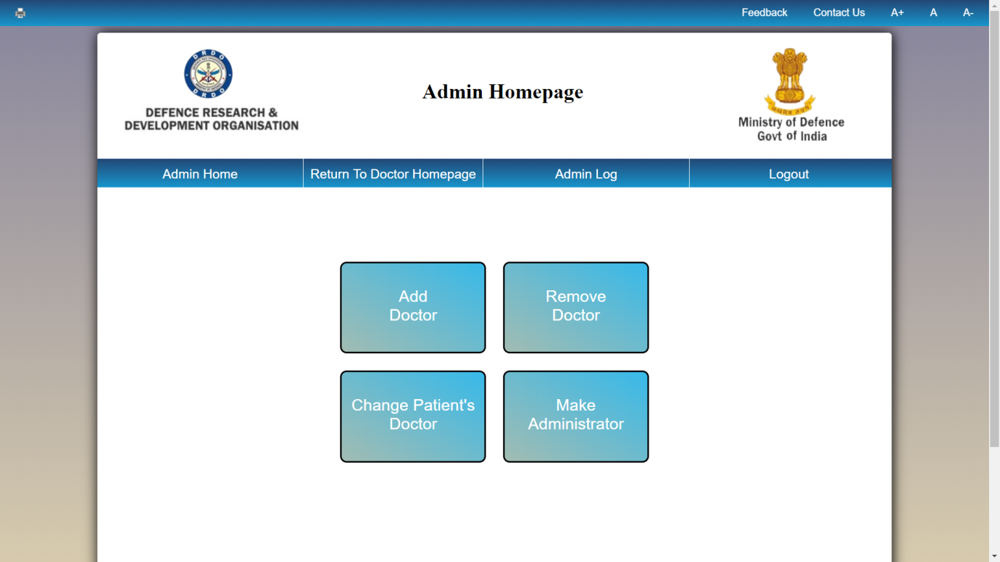 Feedback Contact Us A+ A A-
DRDO
DRDO
DEFENCE RESEARCH &
DEVELOPMENT ORGANISATION
Admin Homepage
Ministry of Defence
Govt of India
Admin Home Return To Doctor Homepage Admin Log Logout
Add
Doctor
Remove
Doctor
Change Patient's
Doctor
Make
Administrator